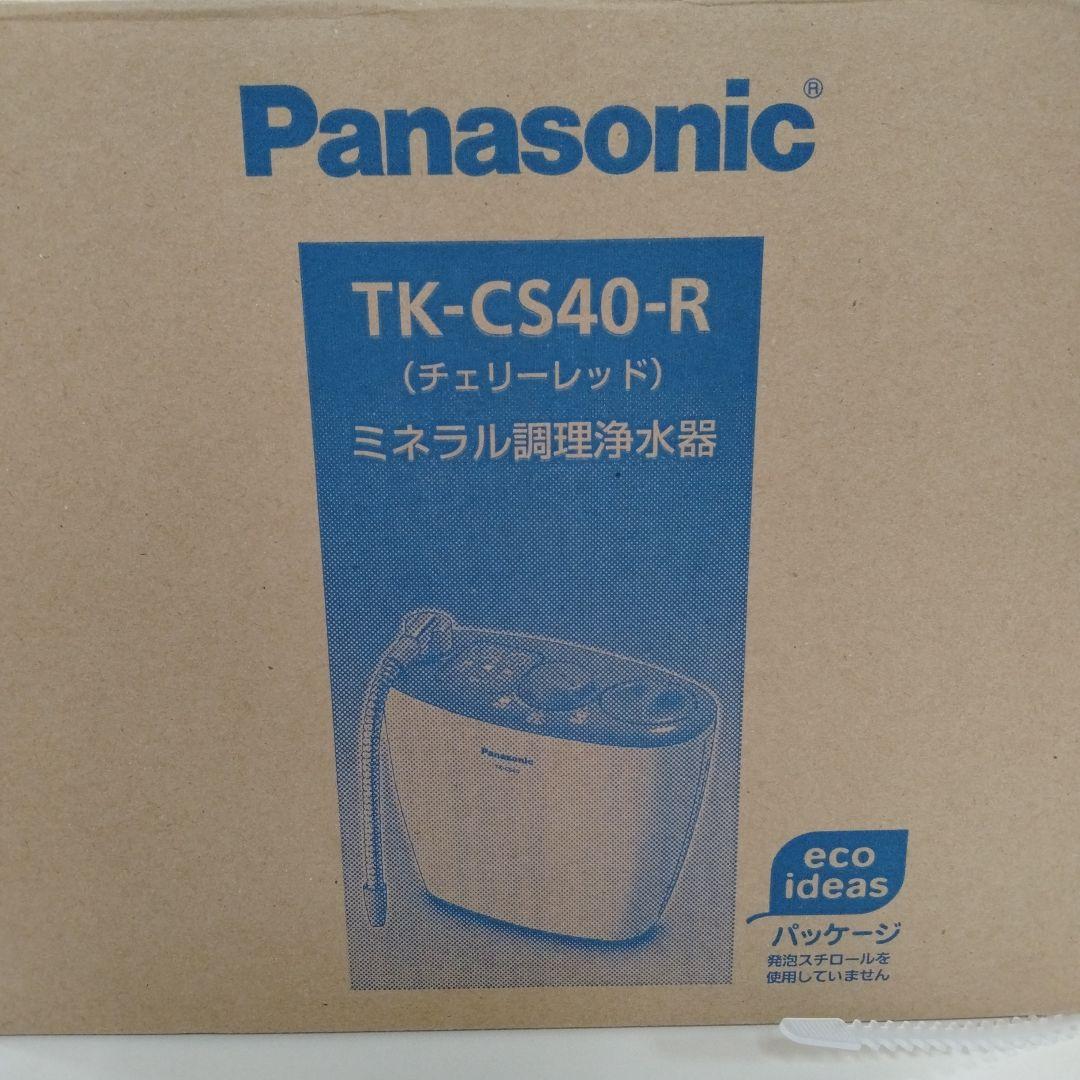 Panasonic®
TK-CS40-R
（チェリーレッド）
ミネラル調理浄水器
Panasonic
eco
ideas
パッケージ
発泡スチロールを
使用していません